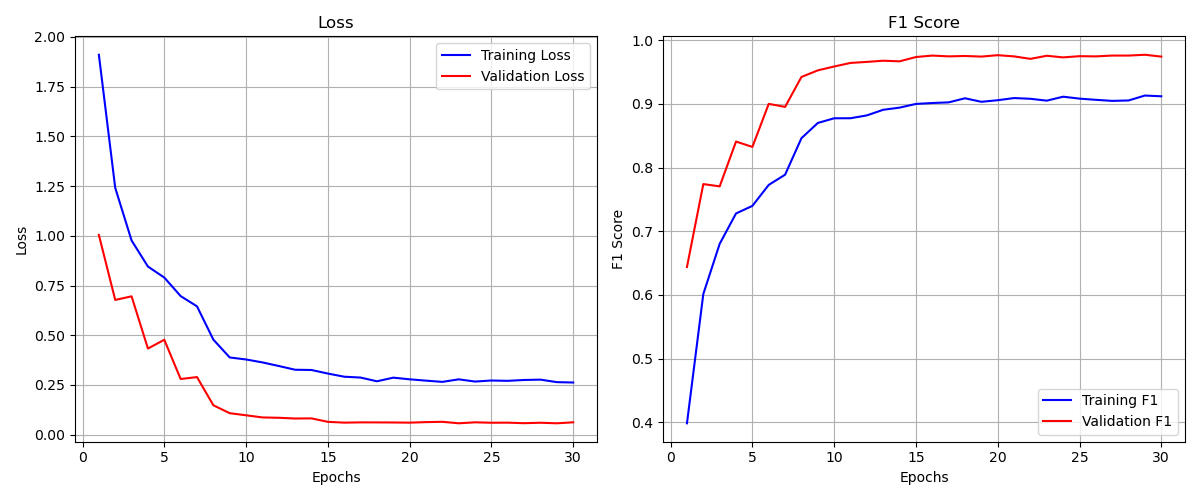 Loss
Training Loss
Validation Loss
2.00
1.75
1.50
1.25
1.00
0.75
0.50
0.25
0.00
Loss
0 5 10 15 20 25 30
Epochs
F1 Score
1.0
0.9
0.8
0.7
0.6
0.5
0.4
F1 Score
Training F1
Validation F1
0 5 10 15 20 25 30
Epochs